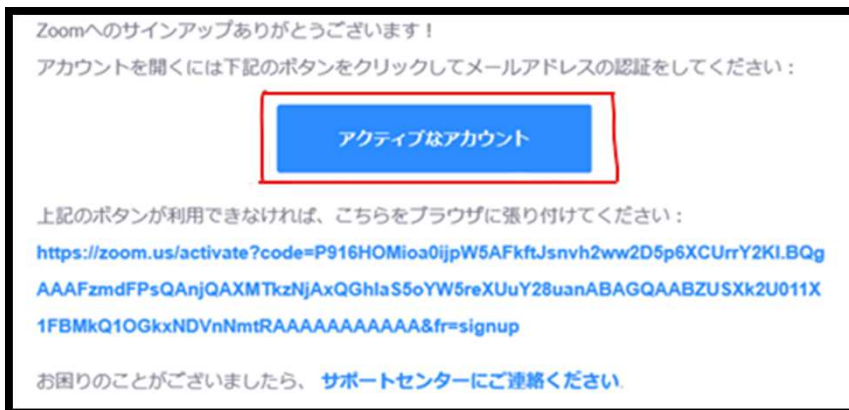 Zoomへのサインアップありがとうございます！
アカウントを開くには下記のボタンをクリックしてメールアドレスの認証をしてください：
アクティブなアカウント
上記のボタンが利用できなければ、こちらをブラウザに張り付けてください：
https://zoom.us/activate?code=P916HOMioa0ijpW5AFkftJsnvh2ww2D5p6XCUrrY2KI.BQg
AAAFzmdFPsQAnjQAXMTkzNjAxQGhlaS5oYW5reXUuY28uanABAGQAABZUSXk2U011X
1FBMkQ1OGkxNDVnNmtRAAAAAAAAAAA&fr=signup
お困りのことがございましたら、 サポートセンターにご連絡ください.